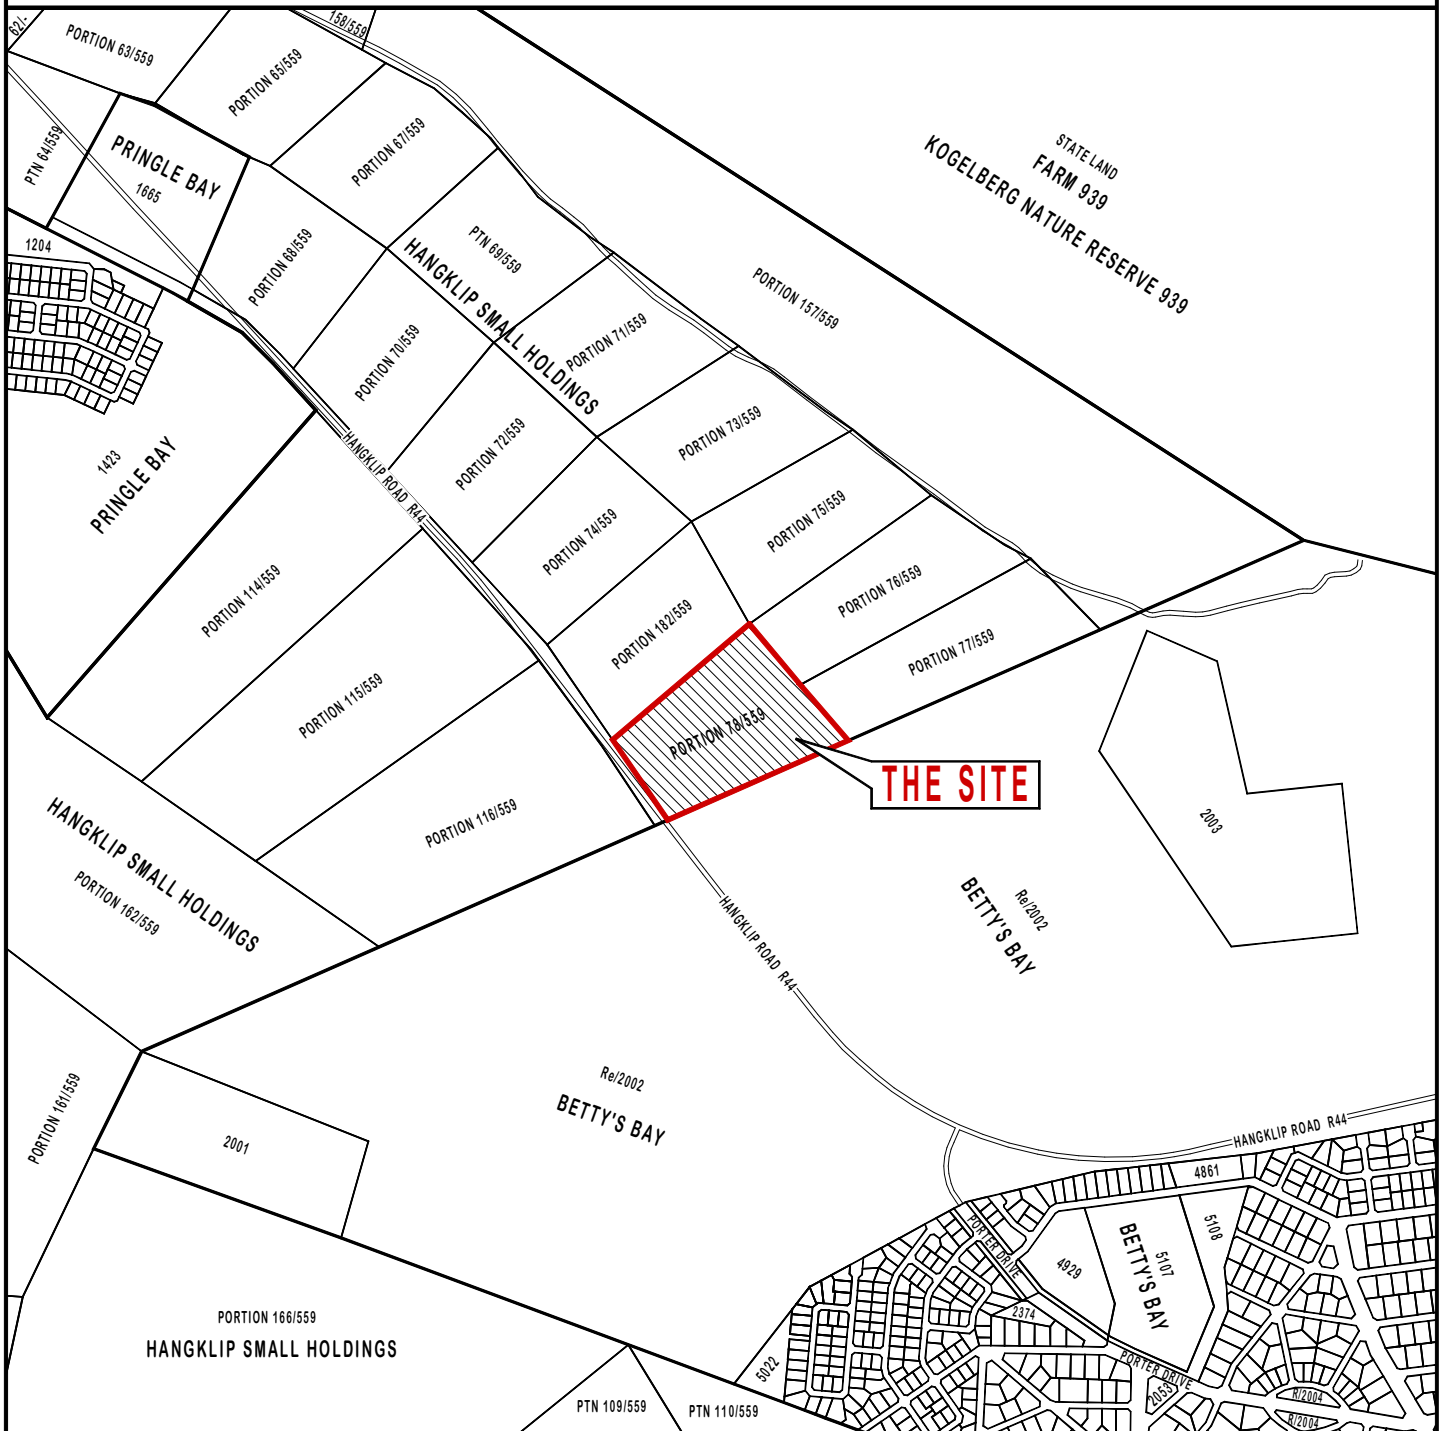 62/-
PORTION 63/559
158/559
PORTION 65/559
PTN 64/559
PRINGLE BAY
1665
PORTION 67/559
STATE LAND
FARM 939
KOGELBERG NATURE RESERVE 939
1204
PORTION 68/559
PTN 69/559
HANGKLIP SMALL HOLDINGS
PORTION 157/559
PORTION 70/559
PORTION 71/559
1423
PRINGLE BAY
HANGKLIP ROAD R44
PORTION 72/559
PORTION 73/559
PORTION 74/559
PORTION 75/559
PORTION 114/559
PORTION 76/559
PORTION 182/559
PORTION 77/559
PORTION 115/559
PORTION 78/559
THE SITE
PORTION 116/559
2003
HANGKLIP SMALL HOLDINGS
PORTION 162/559
Re/2002
BETTY'S BAY
HANGKLIP ROAD R44
PORTION 161/559
Re/2002
BETTY'S BAY
2001
HANGKLIP ROAD R44
4861
PORTER DRIVE
4929
BETTY'S BAY
5107
5108
2374
PORTION 166/559
HANGKLIP SMALL HOLDINGS
5022
PORTER DRIVE
2053
R/2004
R/2004
PTN 109/559
PTN 110/559